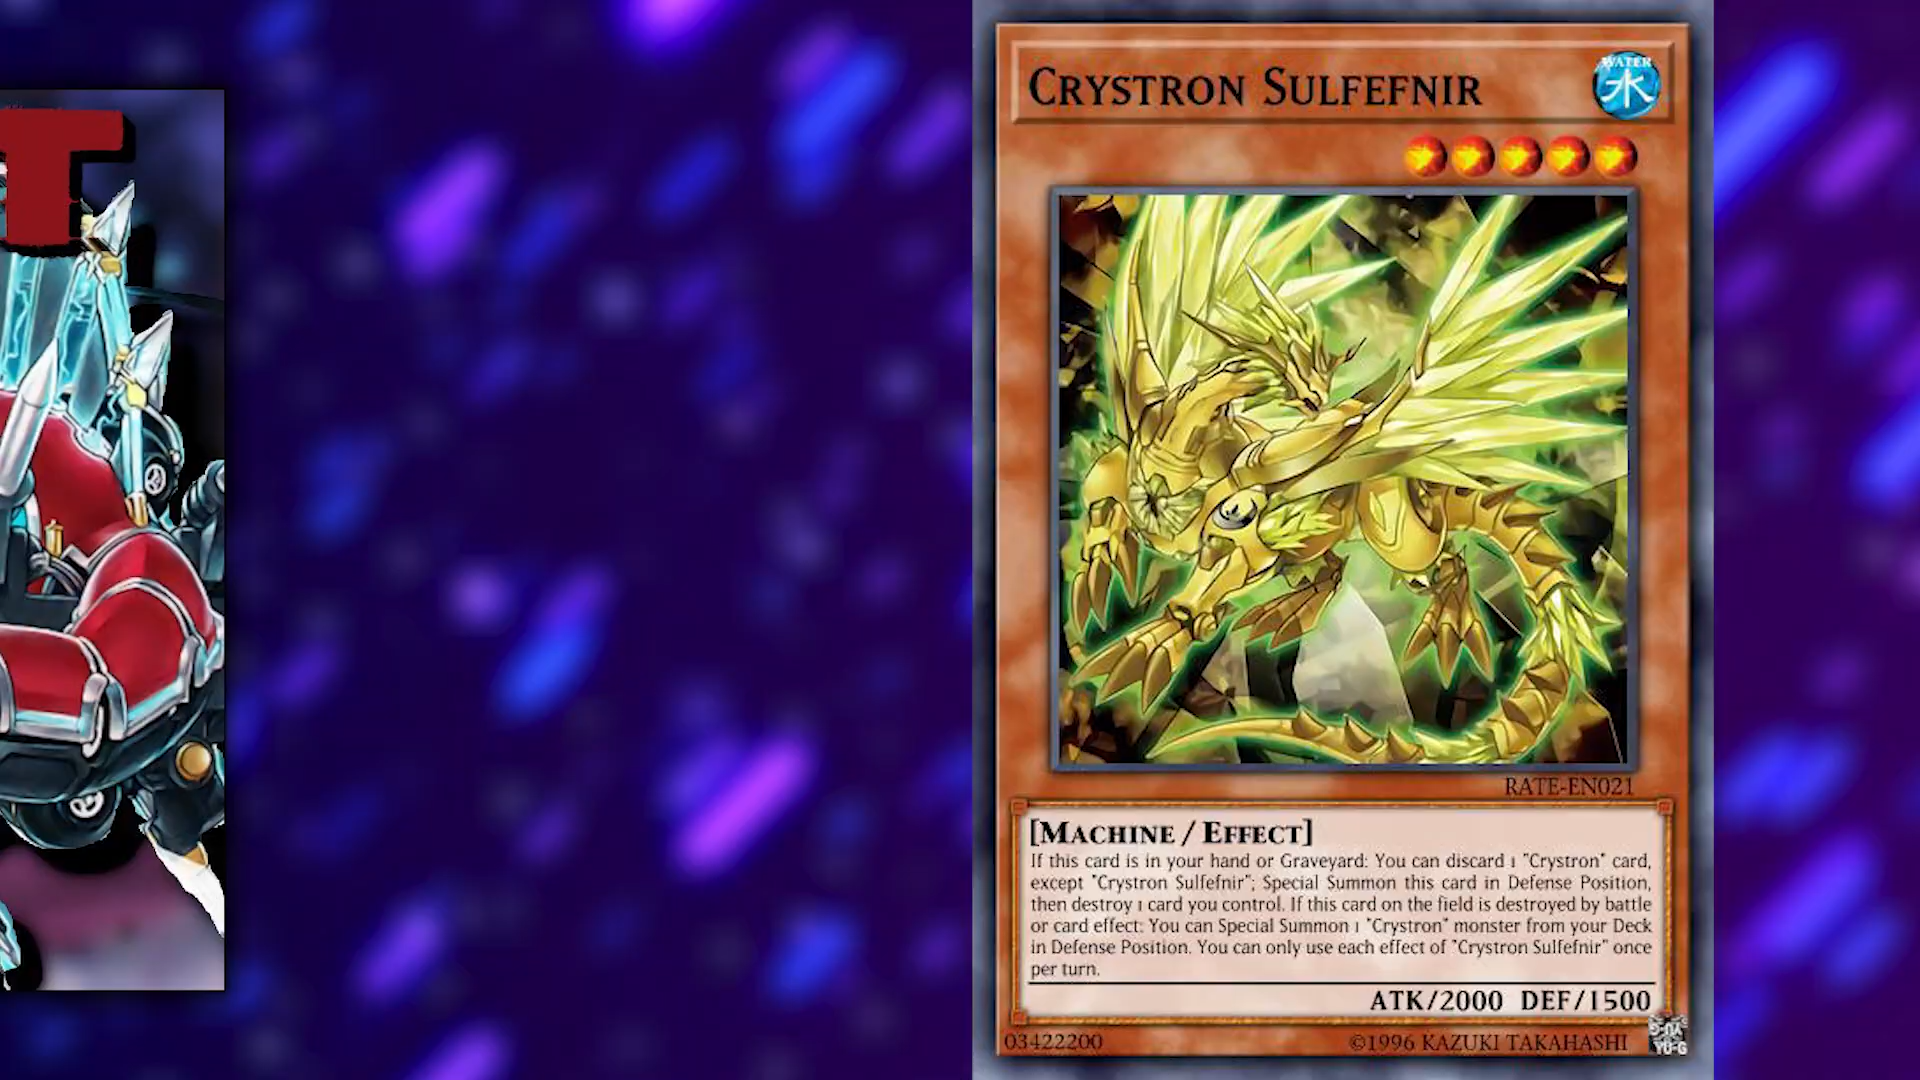 T
CRYSTRON SULFEFNIR
WATER
水
RATE-EN021
[MACHINE / EFFECT]
If this card is in your hand or Graveyard: You can discard 1 "Crystron" card,
except "Crystron Sulfefnir"; Special Summon this card in Defense Position,
then destroy 1 card you control. If this card on the field is destroyed by battle
or card effect: You can Special Summon 1 "Crystron" monster from your Deck
in Defense Position. You can only use each effect of "Crystron Sulfefnir" once
per turn.
ATK/2000 DEF/1500
03422200
©1996 KAZUKI TAKAHASHI